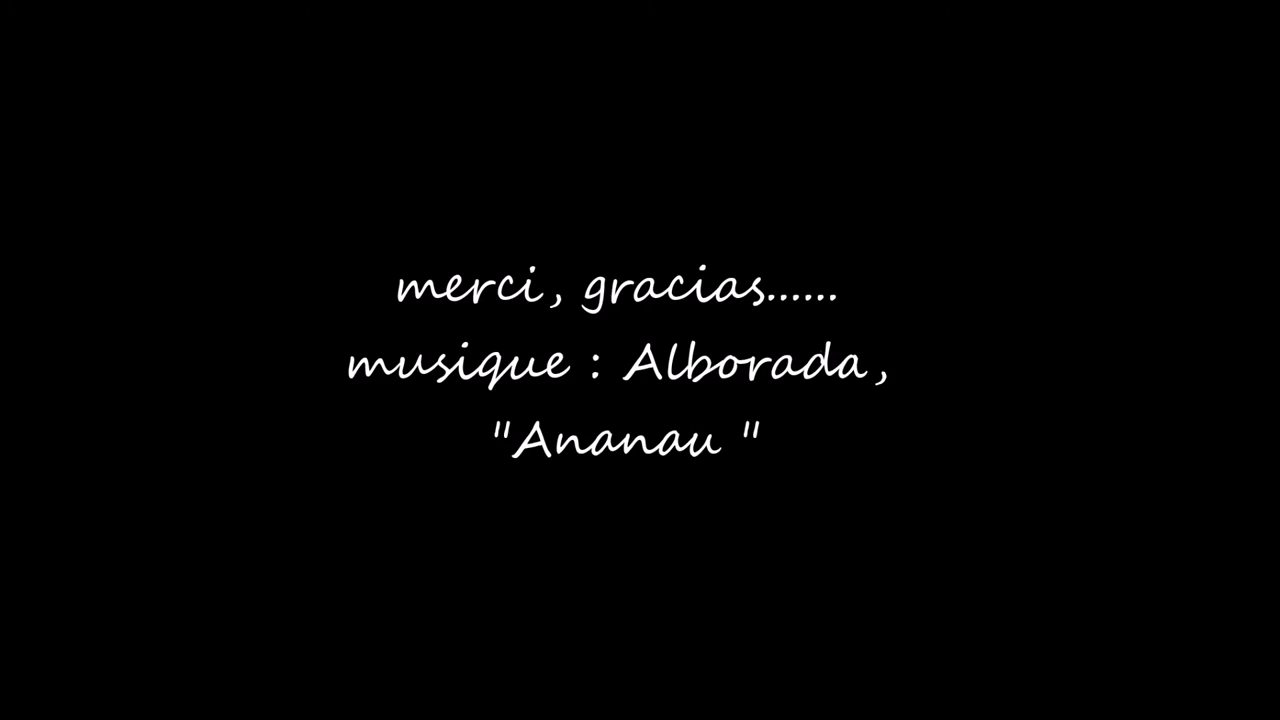 merci, gracias......
musique : Alborada,
"Ananau "